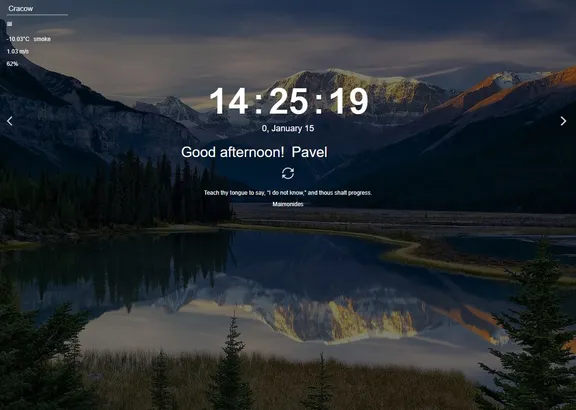 Cracow
-10.03°C smoke
1.03 m/s
62%
14:25:19
0, January 15
Good afternoon! Pavel
Teach thy tongue to say, "I do not know," and thous shalt progress.
Maimonides